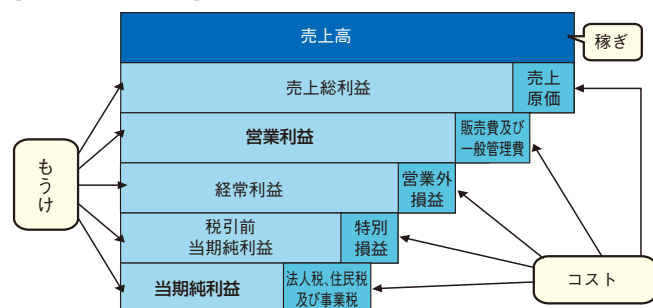 売上高
稼ぎ
売上総利益
売上
原価
営業利益
販売費及び
一般管理費
もうけ
経常利益
営業外
損益
税引前
当期純利益
特別
損益
当期純利益
法人税、住民税
及び事業税
コスト